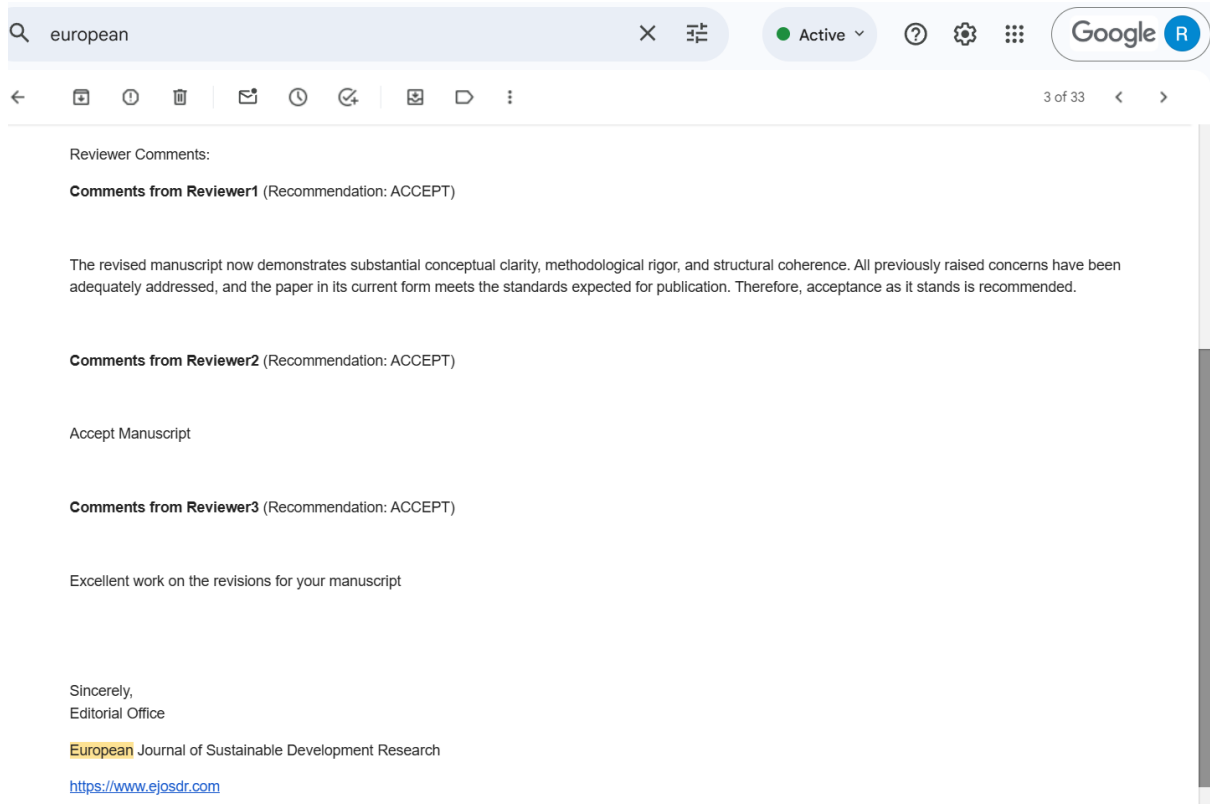 european
Active
Google
R
3 of 33
Reviewer Comments:
Comments from Reviewer1 (Recommendation: ACCEPT)
The revised manuscript now demonstrates substantial conceptual clarity, methodological rigor, and structural coherence. All previously raised concerns have been
adequately addressed, and the paper in its current form meets the standards expected for publication. Therefore, acceptance as it stands is recommended.
Comments from Reviewer2 (Recommendation: ACCEPT)
Accept Manuscript
Comments from Reviewer3 (Recommendation: ACCEPT)
Excellent work on the revisions for your manuscript
Sincerely,
Editorial Office
European Journal of Sustainable Development Research
https://www.ejosdr.com